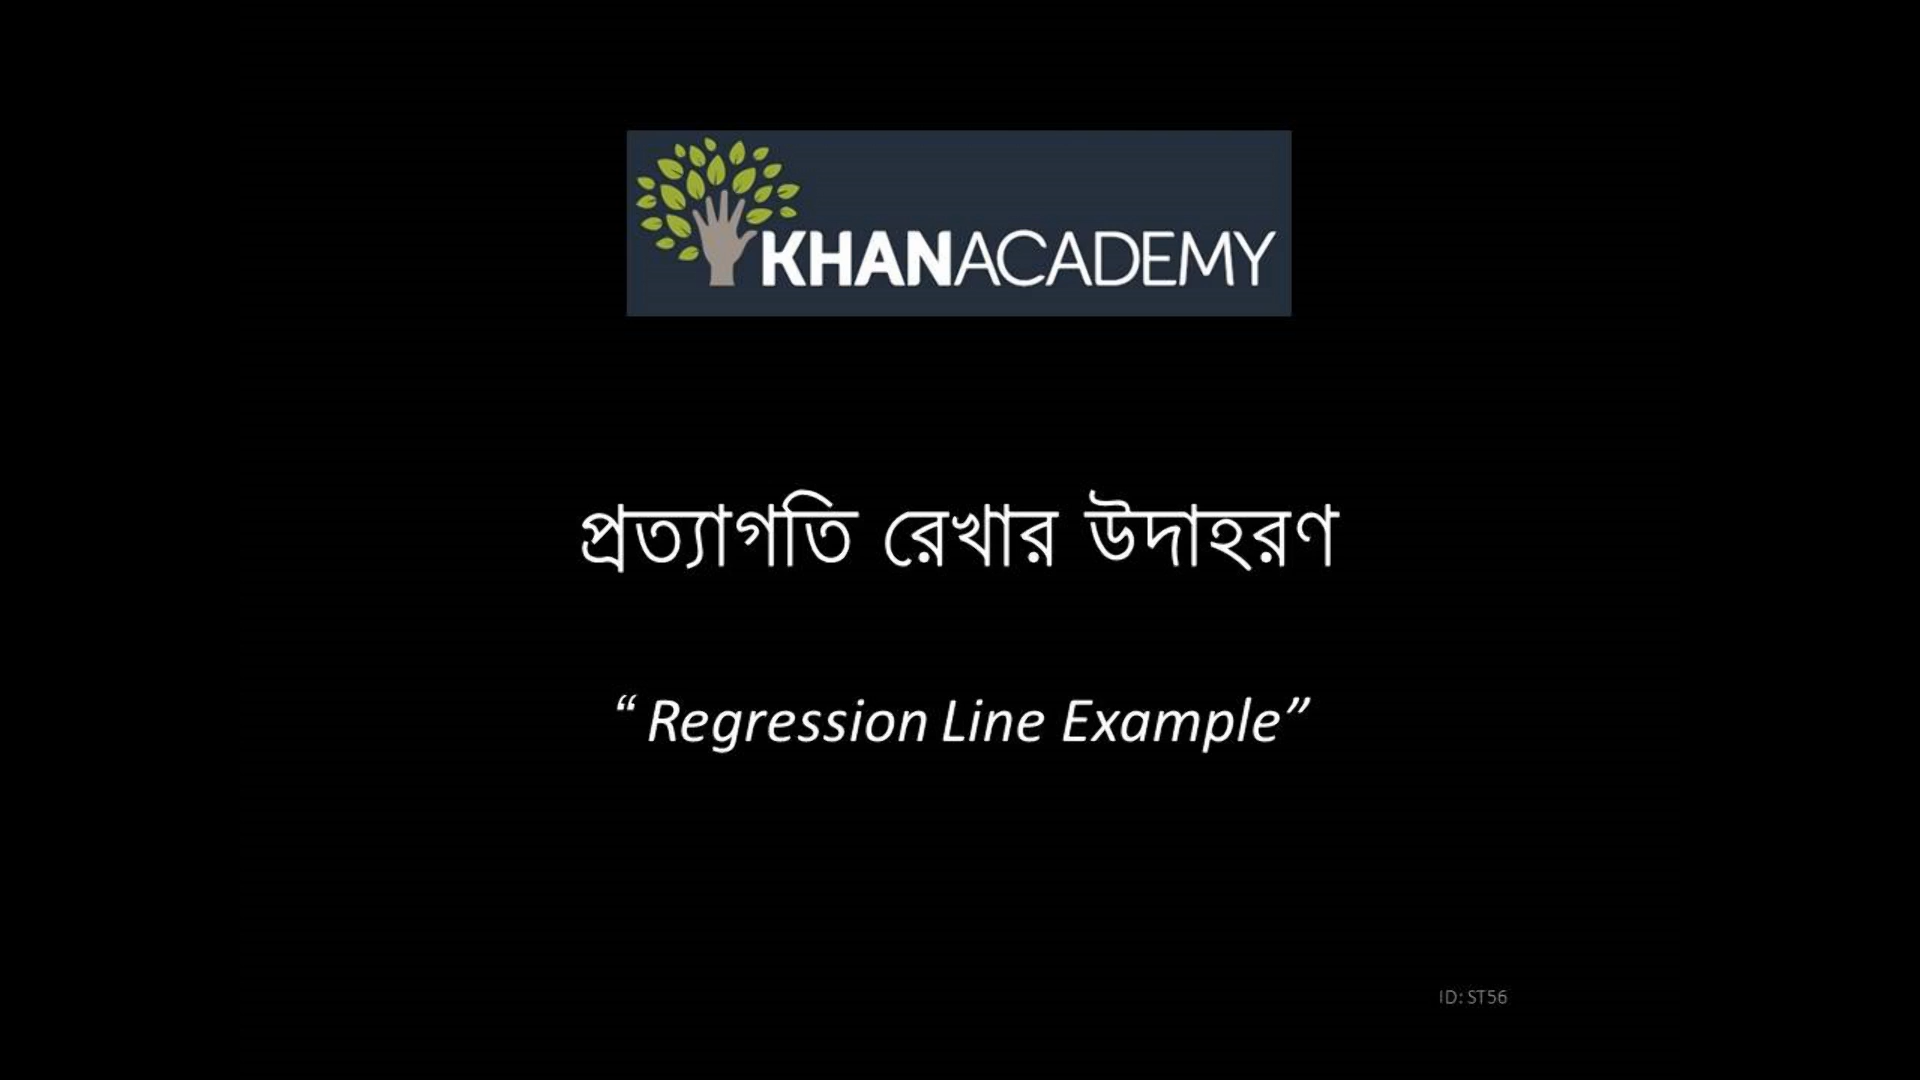 KHANACADEMY
প্রত্যাগতি রেখার উদাহরণ
“ Regression Line Example”
ID: ST56